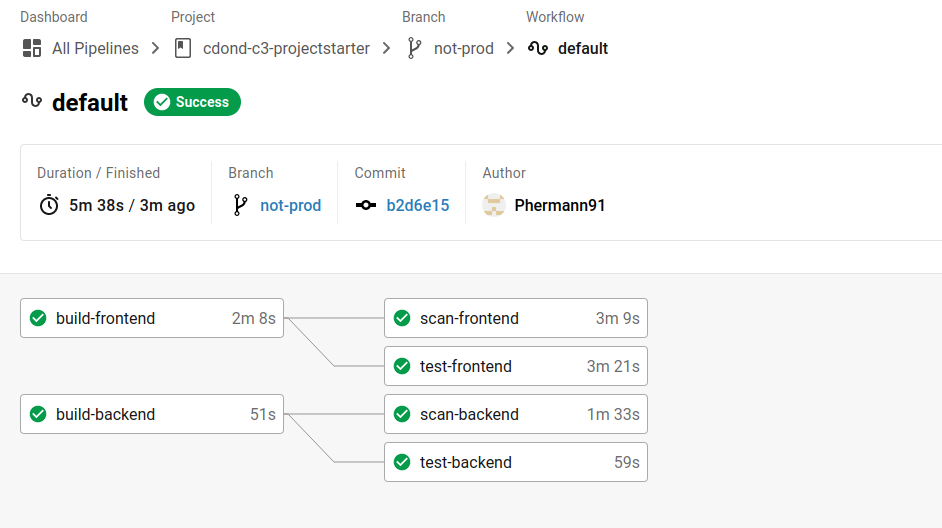 Dashboard Project Branch Workflow
All Pipelines cdond-c3-projectstarter not-prod default
default Success
Duration / Finished Branch Commit Author
5m 38s / 3m ago not-prod b2d6e15 Phermann91
build-frontend 2m 8s scan-frontend 3m 9s
test-frontend 3m 21s
build-backend 51s scan-backend 1m 33s
test-backend 59s